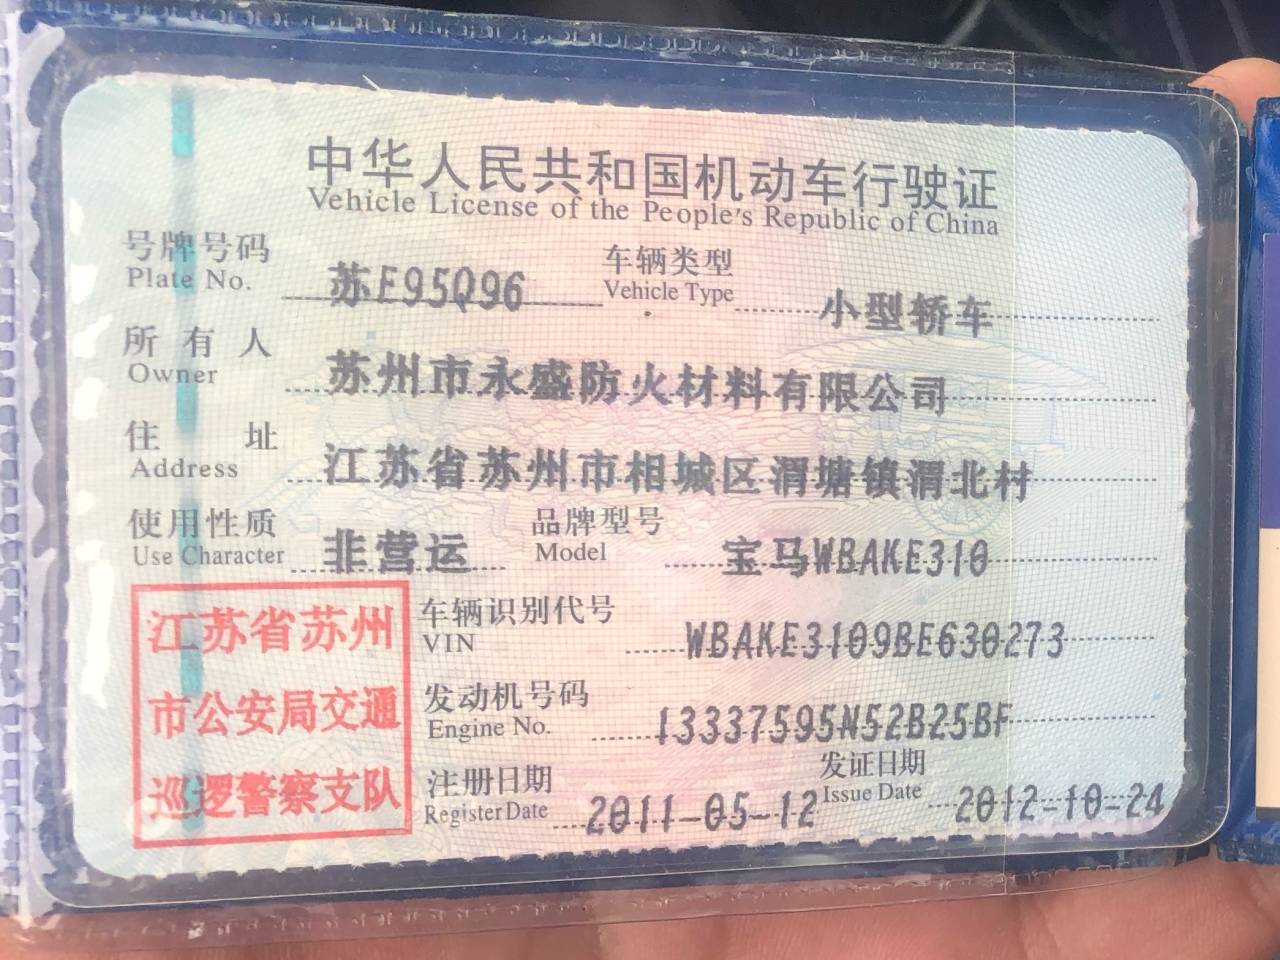 中华人民共和国机动车行驶证
Vehicle License of the People's Republic of China
号牌号码 苏E95Q96 车辆类型 小型轿车
Plate No. Vehicle Type
所有人 苏州市永盛防火材料有限公司
Owner
住址 江苏省苏州市相城区渭塘镇渭北村
Address
使用性质 非营运 品牌型号 宝马WBAKE310
Use Character Model
江苏省苏州
市公安局交通
巡逻警察支队
车辆识别代号 WBAKE3109BE630273
VIN
发动机号码 13337595N52B25BF
Engine No.
注册日期 2011-05-12 发证日期 2012-10-24
Register Date Issue Date